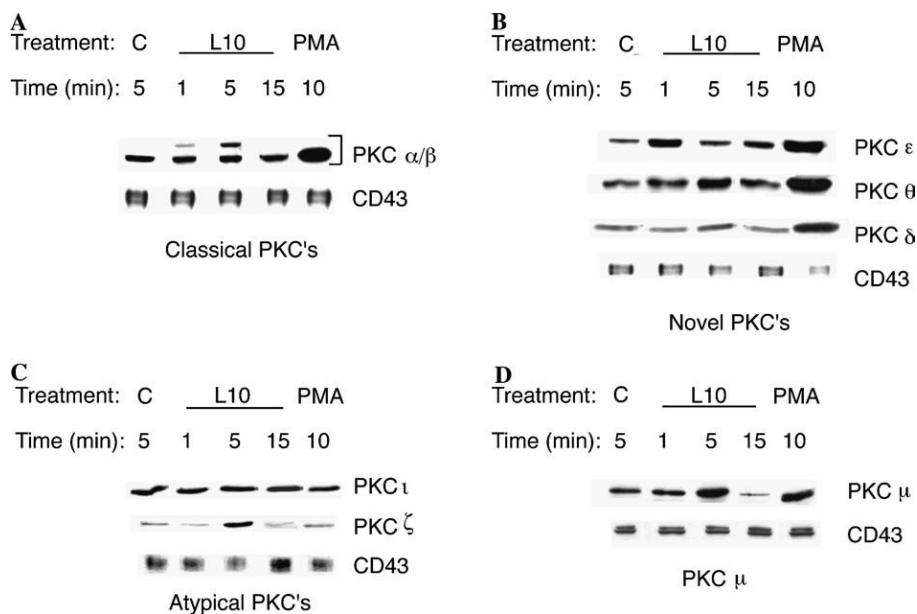 A
Treatment: C L10 PMA
Time (min): 5 1 5 15 10
PKC α/β
CD43
Classical PKC's
B
Treatment: C L10 PMA
Time (min): 5 1 5 15 10
PKC ε
PKC θ
PKC δ
CD43
Novel PKC's
C
Treatment: C L10 PMA
Time (min): 5 1 5 15 10
PKC ι
PKC ζ
CD43
Atypical PKC's
D
Treatment: C L10 PMA
Time (min): 5 1 5 15 10
PKC μ
CD43
PKC μ